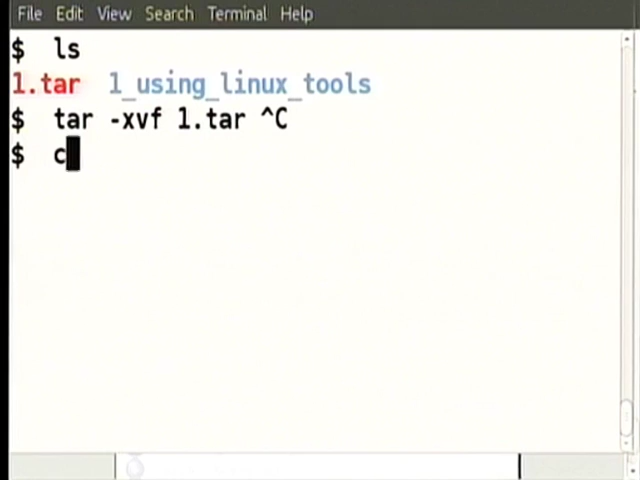 File Edit View Search Terminal Help
$ ls
1.tar 1_using_linux_tools
$ tar -xvf 1.tar ^C
$ c